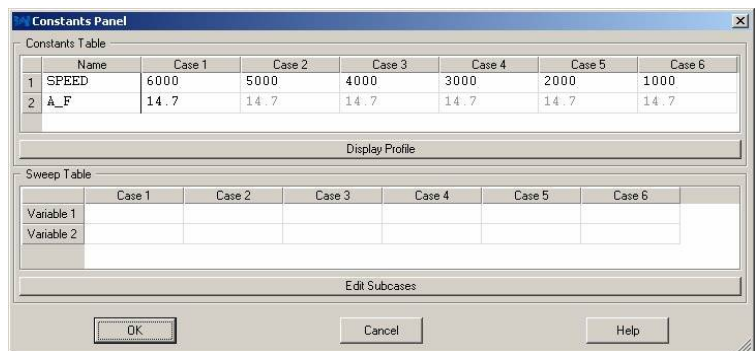 Constants Panel
Constants Table
Name Case 1 Case 2 Case 3 Case 4 Case 5 Case 6
1 SPEED 6000 5000 4000 3000 2000 1000
2 A_F 14.7 14.7 14.7 14.7 14.7 14.7
Display Profile
Sweep Table
Case 1 Case 2 Case 3 Case 4 Case 5 Case 6
Variable 1
Variable 2
Edit Subcases
OK Cancel Help